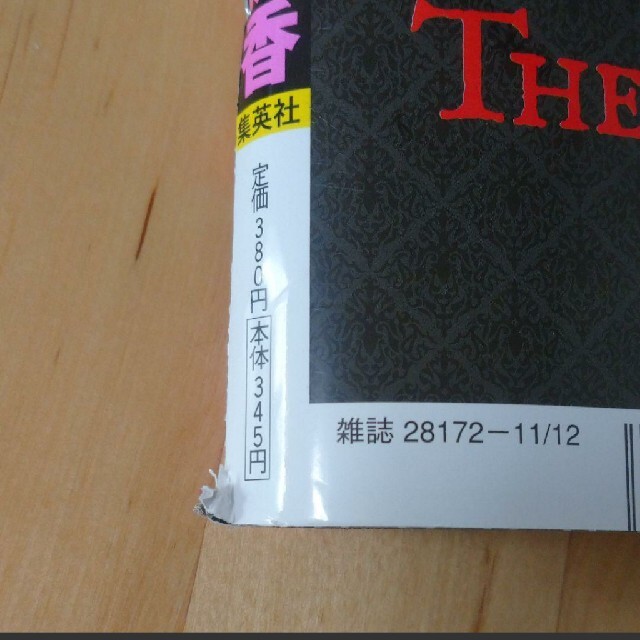 香
集英社
定価380円
本体345円
THE
雑誌 28172-11/12